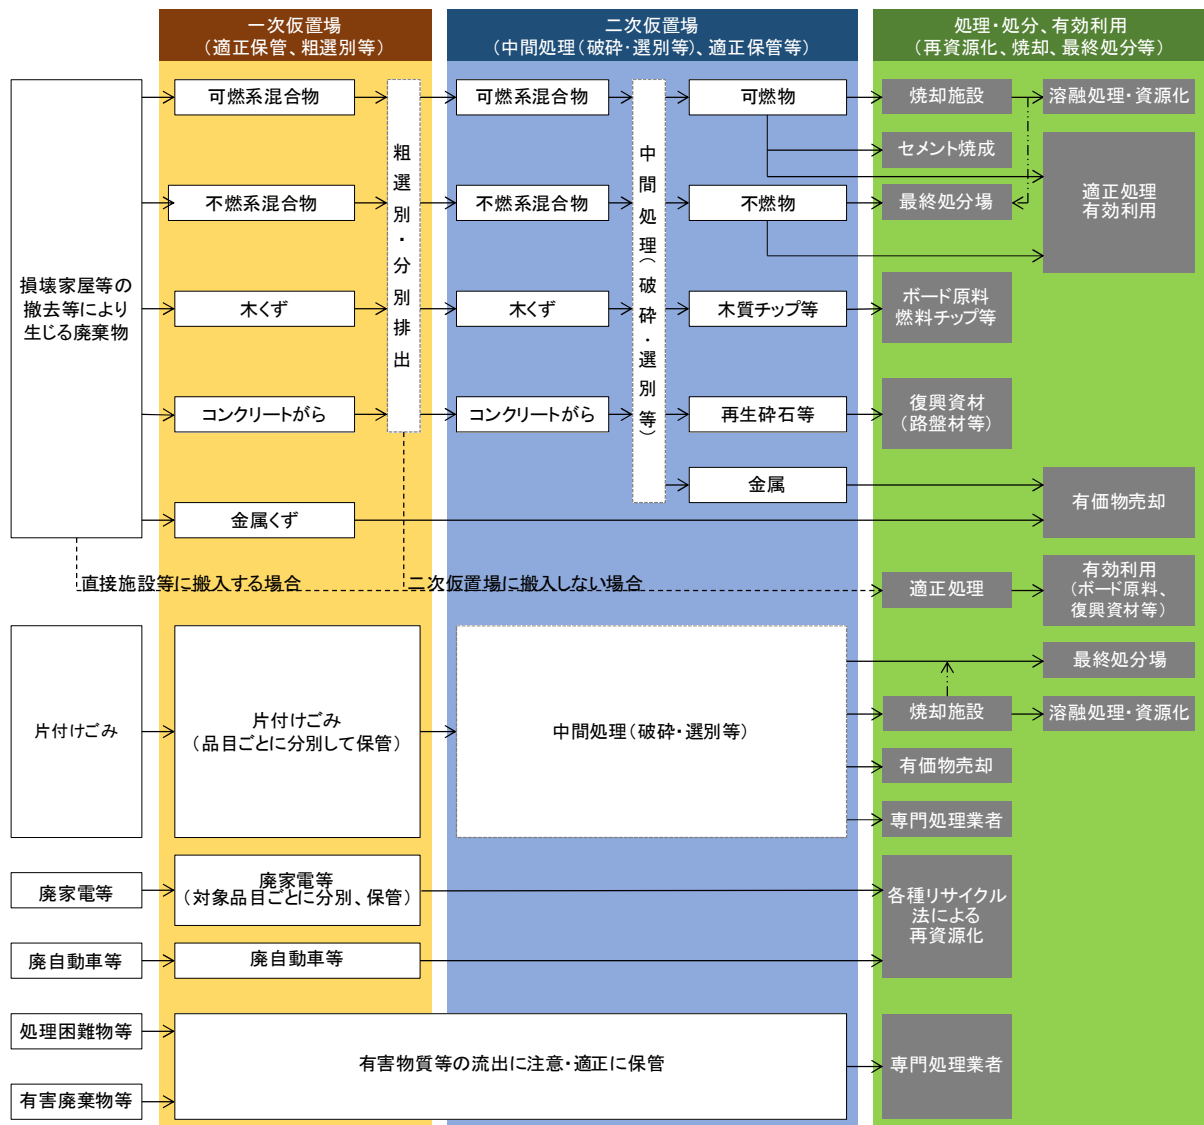 一次仮置場
（適正保管、粗選別等）
二次仮置場
（中間処理（破砕・選別等）、適正保管等）
処理・処分、有効利用
（再資源化、焼却、最終処分等）
損壊家屋等の
撤去等により
生じる廃棄物
可燃系混合物
不燃系混合物
木くず
コンクリートがら
金属くず
粗選別・分別排出
可燃系混合物
不燃系混合物
木くず
コンクリートがら
中間処理（破砕・選別等）
可燃物
不燃物
木質チップ等
再生砕石等
金属
焼却施設
溶融処理・資源化
セメント焼成
最終処分場
適正処理
有効利用
ボード原料
燃料チップ等
復興資材
（路盤材等）
有価物売却
直接施設等に搬入する場合
二次仮置場に搬入しない場合
適正処理
有効利用
（ボード原料、
復興資材等）
片付けごみ
片付けごみ
（品目ごとに分別して保管）
中間処理（破砕・選別等）
最終処分場
焼却施設
溶融処理・資源化
有価物売却
専門処理業者
廃家電等
廃家電等
（対象品目ごとに分別、保管）
各種リサイクル
法による
再資源化
廃自動車等
廃自動車等
処理困難物等
有害廃棄物等
有害物質等の流出に注意・適正に保管
専門処理業者